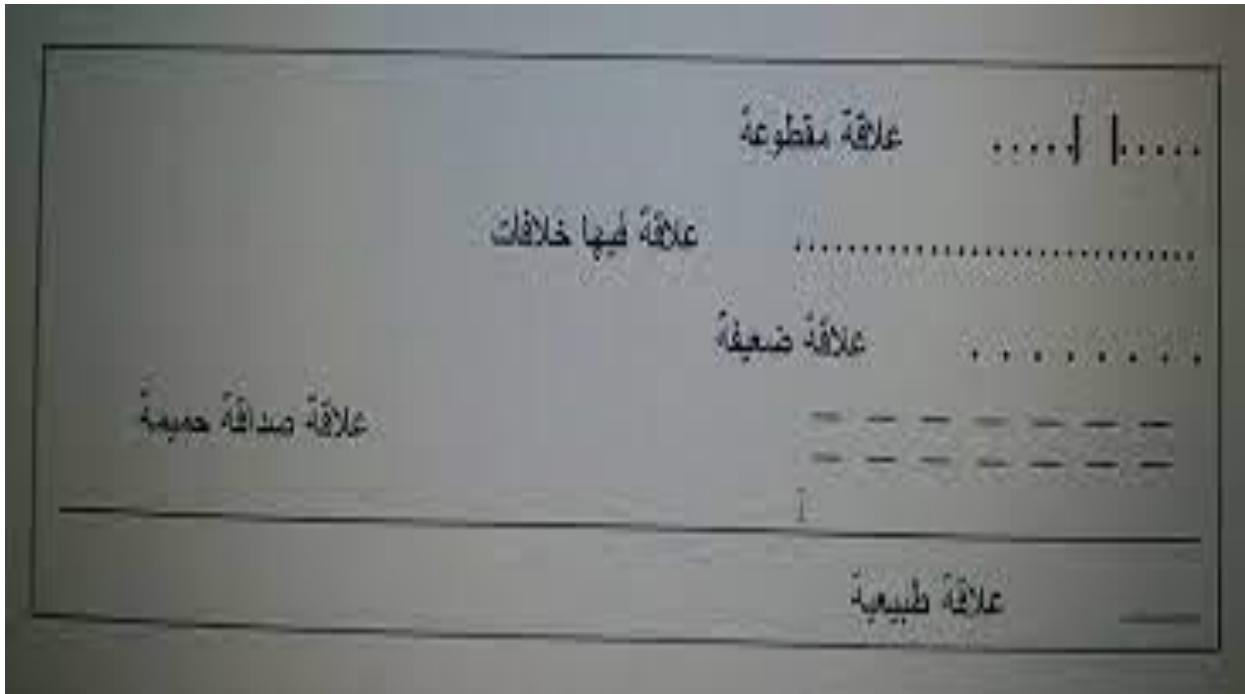 علاقة مقطوعة
علاقة فيها خلافات
علاقة ضعيفة
علاقة صداقة حميمة
علاقة طبيعية